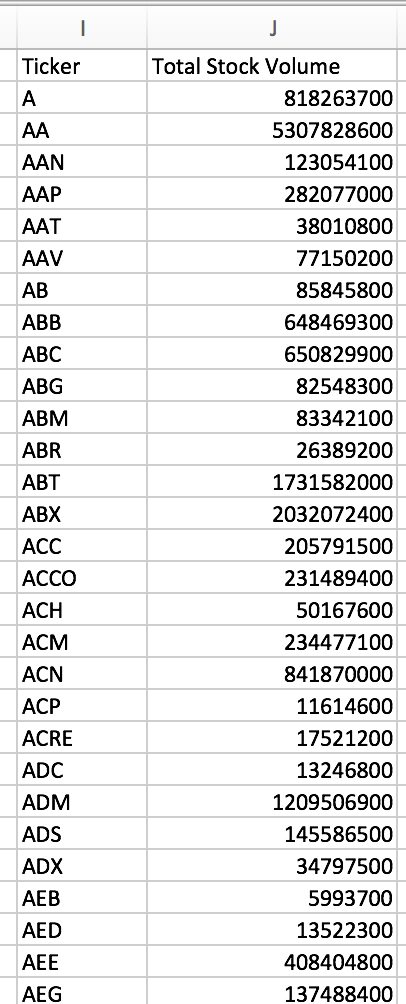 I J
Ticker Total Stock Volume
A 818263700
AA 5307828600
AAN 123054100
AAP 282077000
AAT 38010800
AAV 77150200
AB 85845800
ABB 648469300
ABC 650829900
ABG 82548300
ABM 83342100
ABR 26389200
ABT 1731582000
ABX 2032072400
ACC 205791500
ACCO 231489400
ACH 50167600
ACM 234477100
ACN 841870000
ACP 11614600
ACRE 17521200
ADC 13246800
ADM 1209506900
ADS 145586500
ADX 34797500
AEB 5993700
AED 13522300
AEE 408404800
AEG 137488400